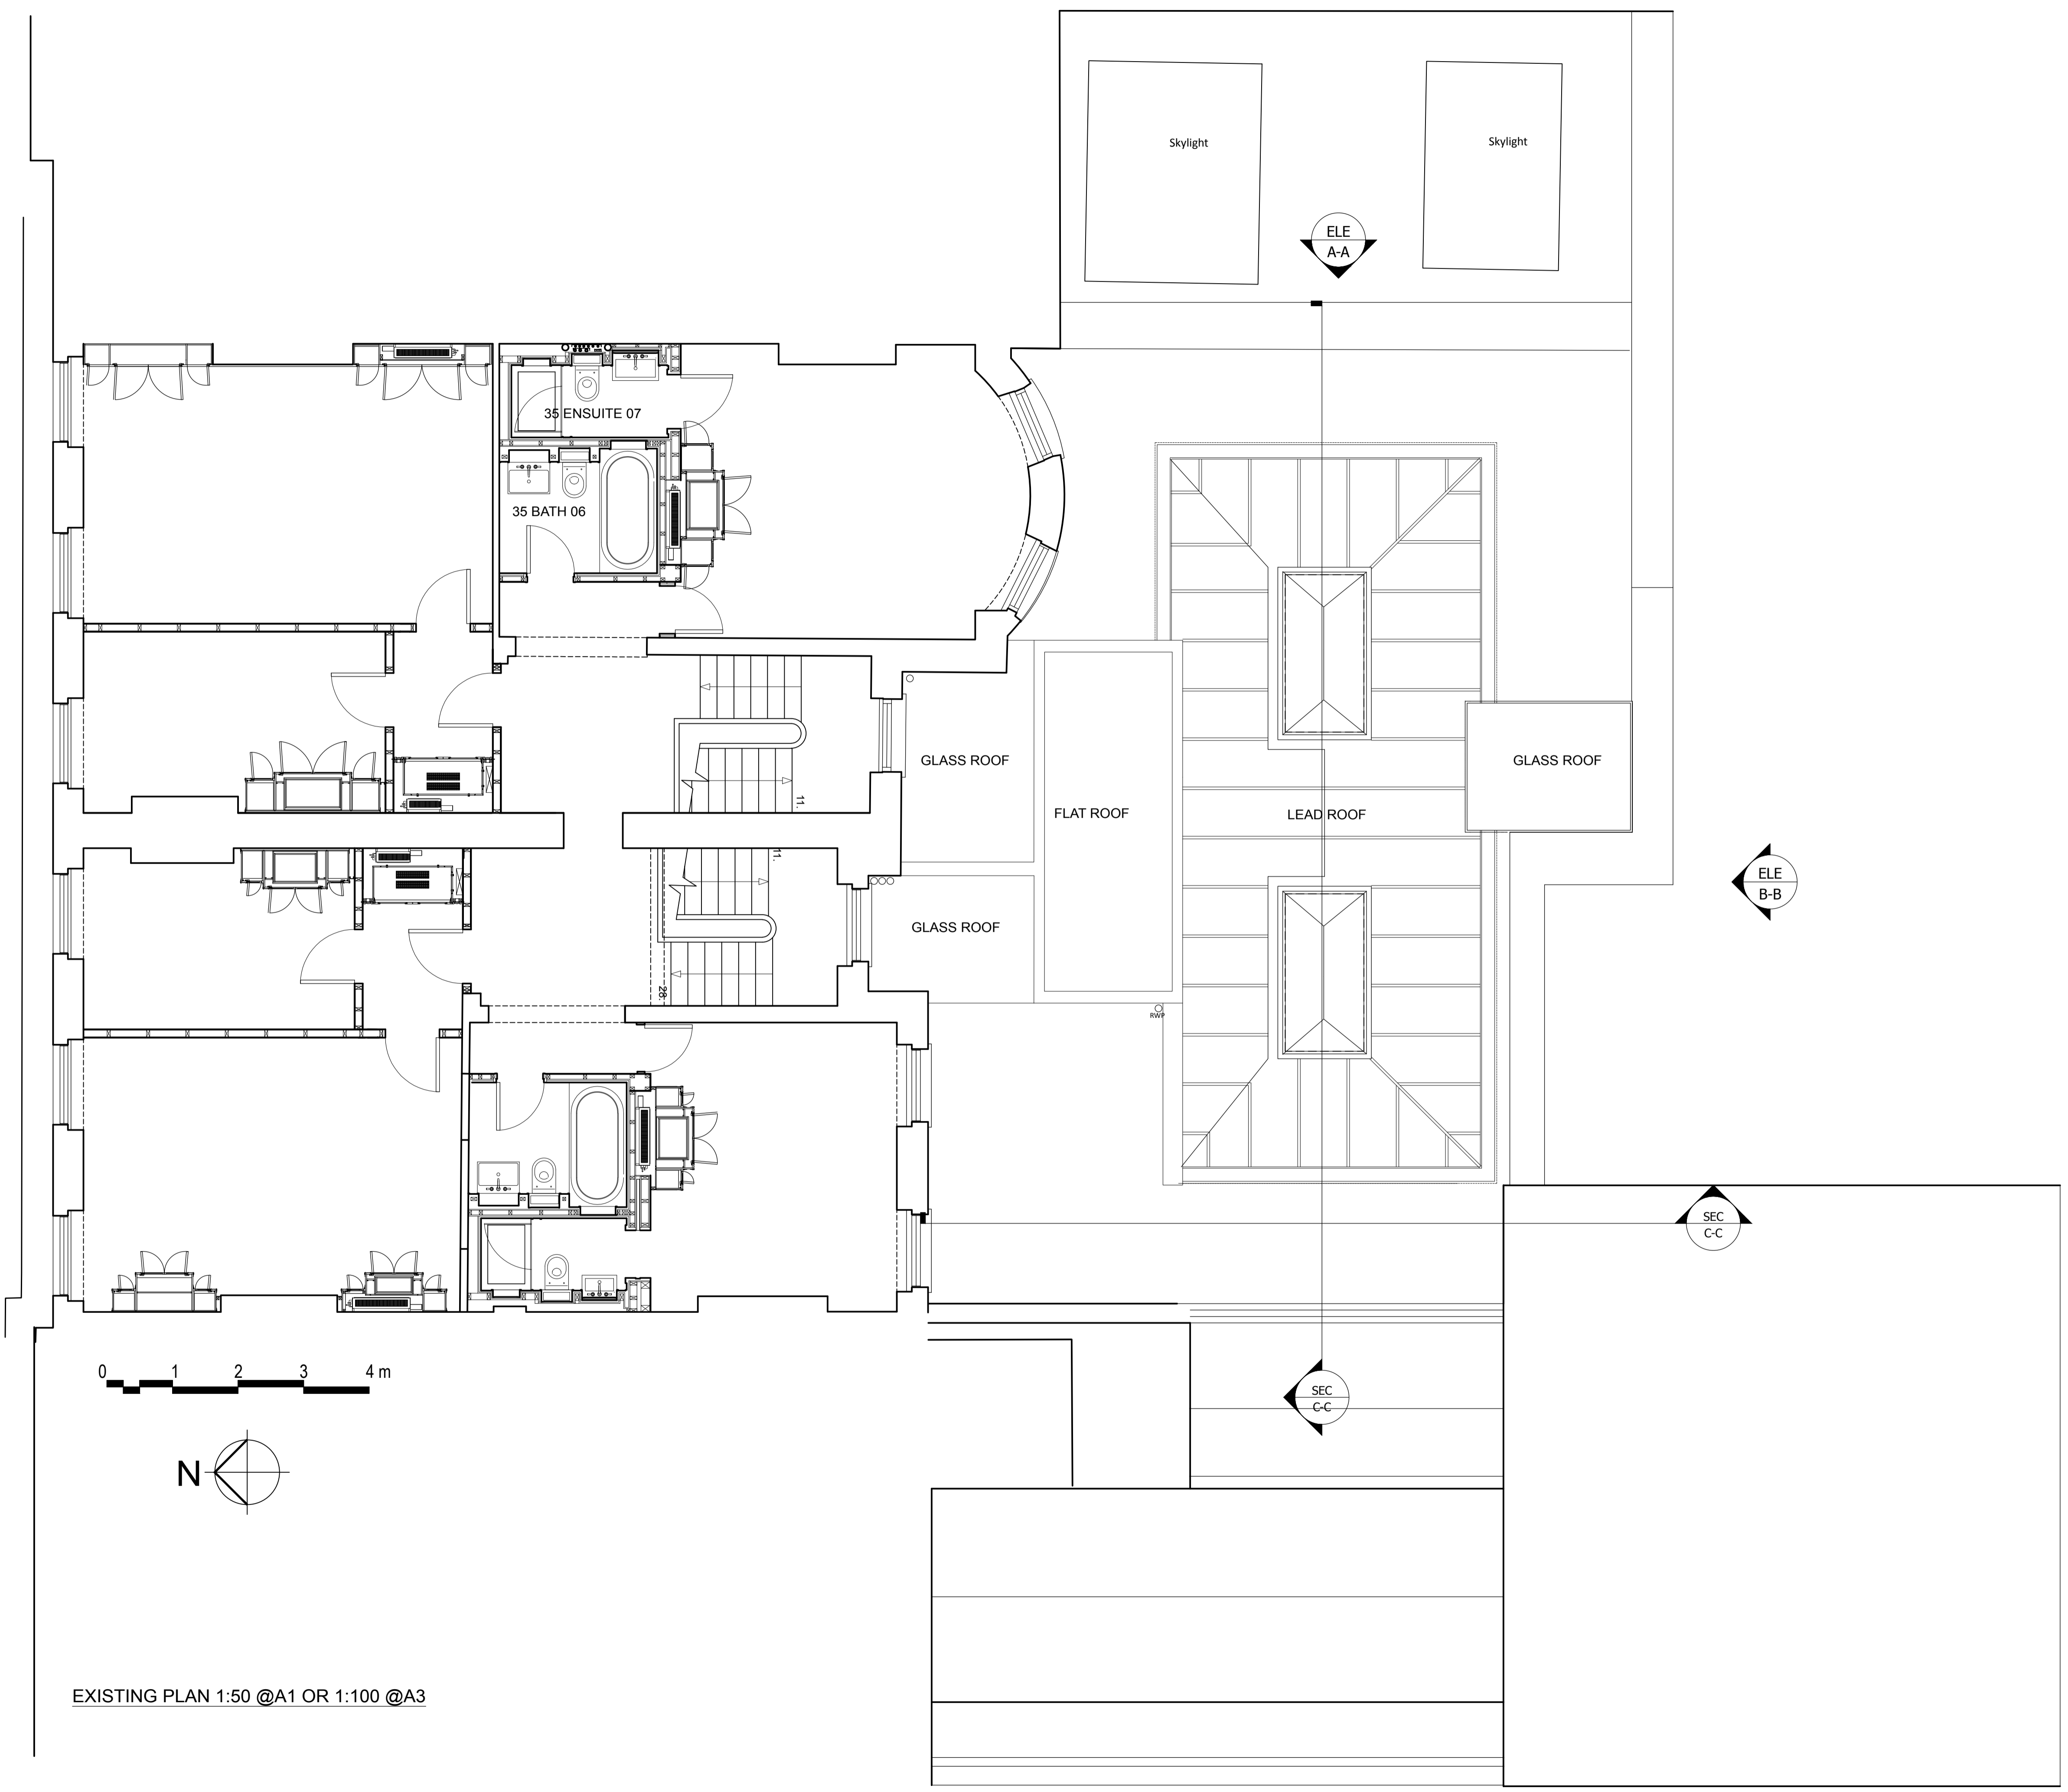 Skylight
Skylight
ELE
A-A
35 ENSUITE 07
35 BATH 06
GLASS ROOF
GLASS ROOF
11.
FLAT ROOF
LEAD ROOF
11.
ELE
B-B
GLASS ROOF
28.
RWP
SEC
C-C
0 1 2 3 4 m
SEC
C-C
N
EXISTING PLAN 1:50 @A1 OR 1:100 @A3